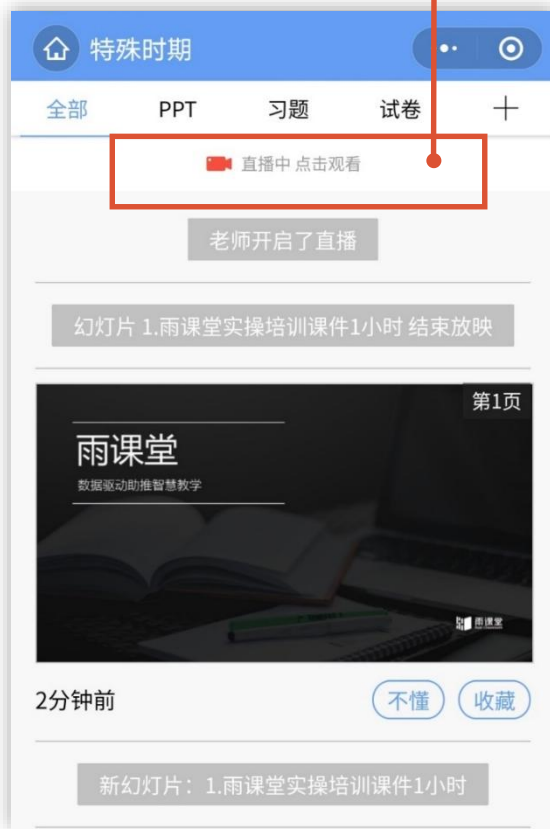 特殊时期
全部 PPT 习题 试卷
直播中 点击观看
老师开启了直播
幻灯片 1.雨课堂实操培训课件1小时 结束放映
第1页
雨课堂
数据驱动助推智慧教学
雨课堂
2分钟前 不懂 收藏
新幻灯片：1.雨课堂实操培训课件1小时